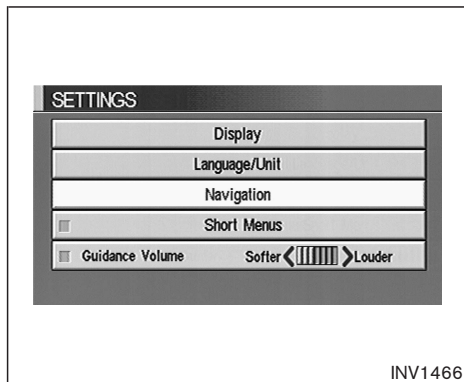 SETTINGS
Display
Language/Unit
Navigation
Short Menus
Guidance Volume Softer Louder
INV1466